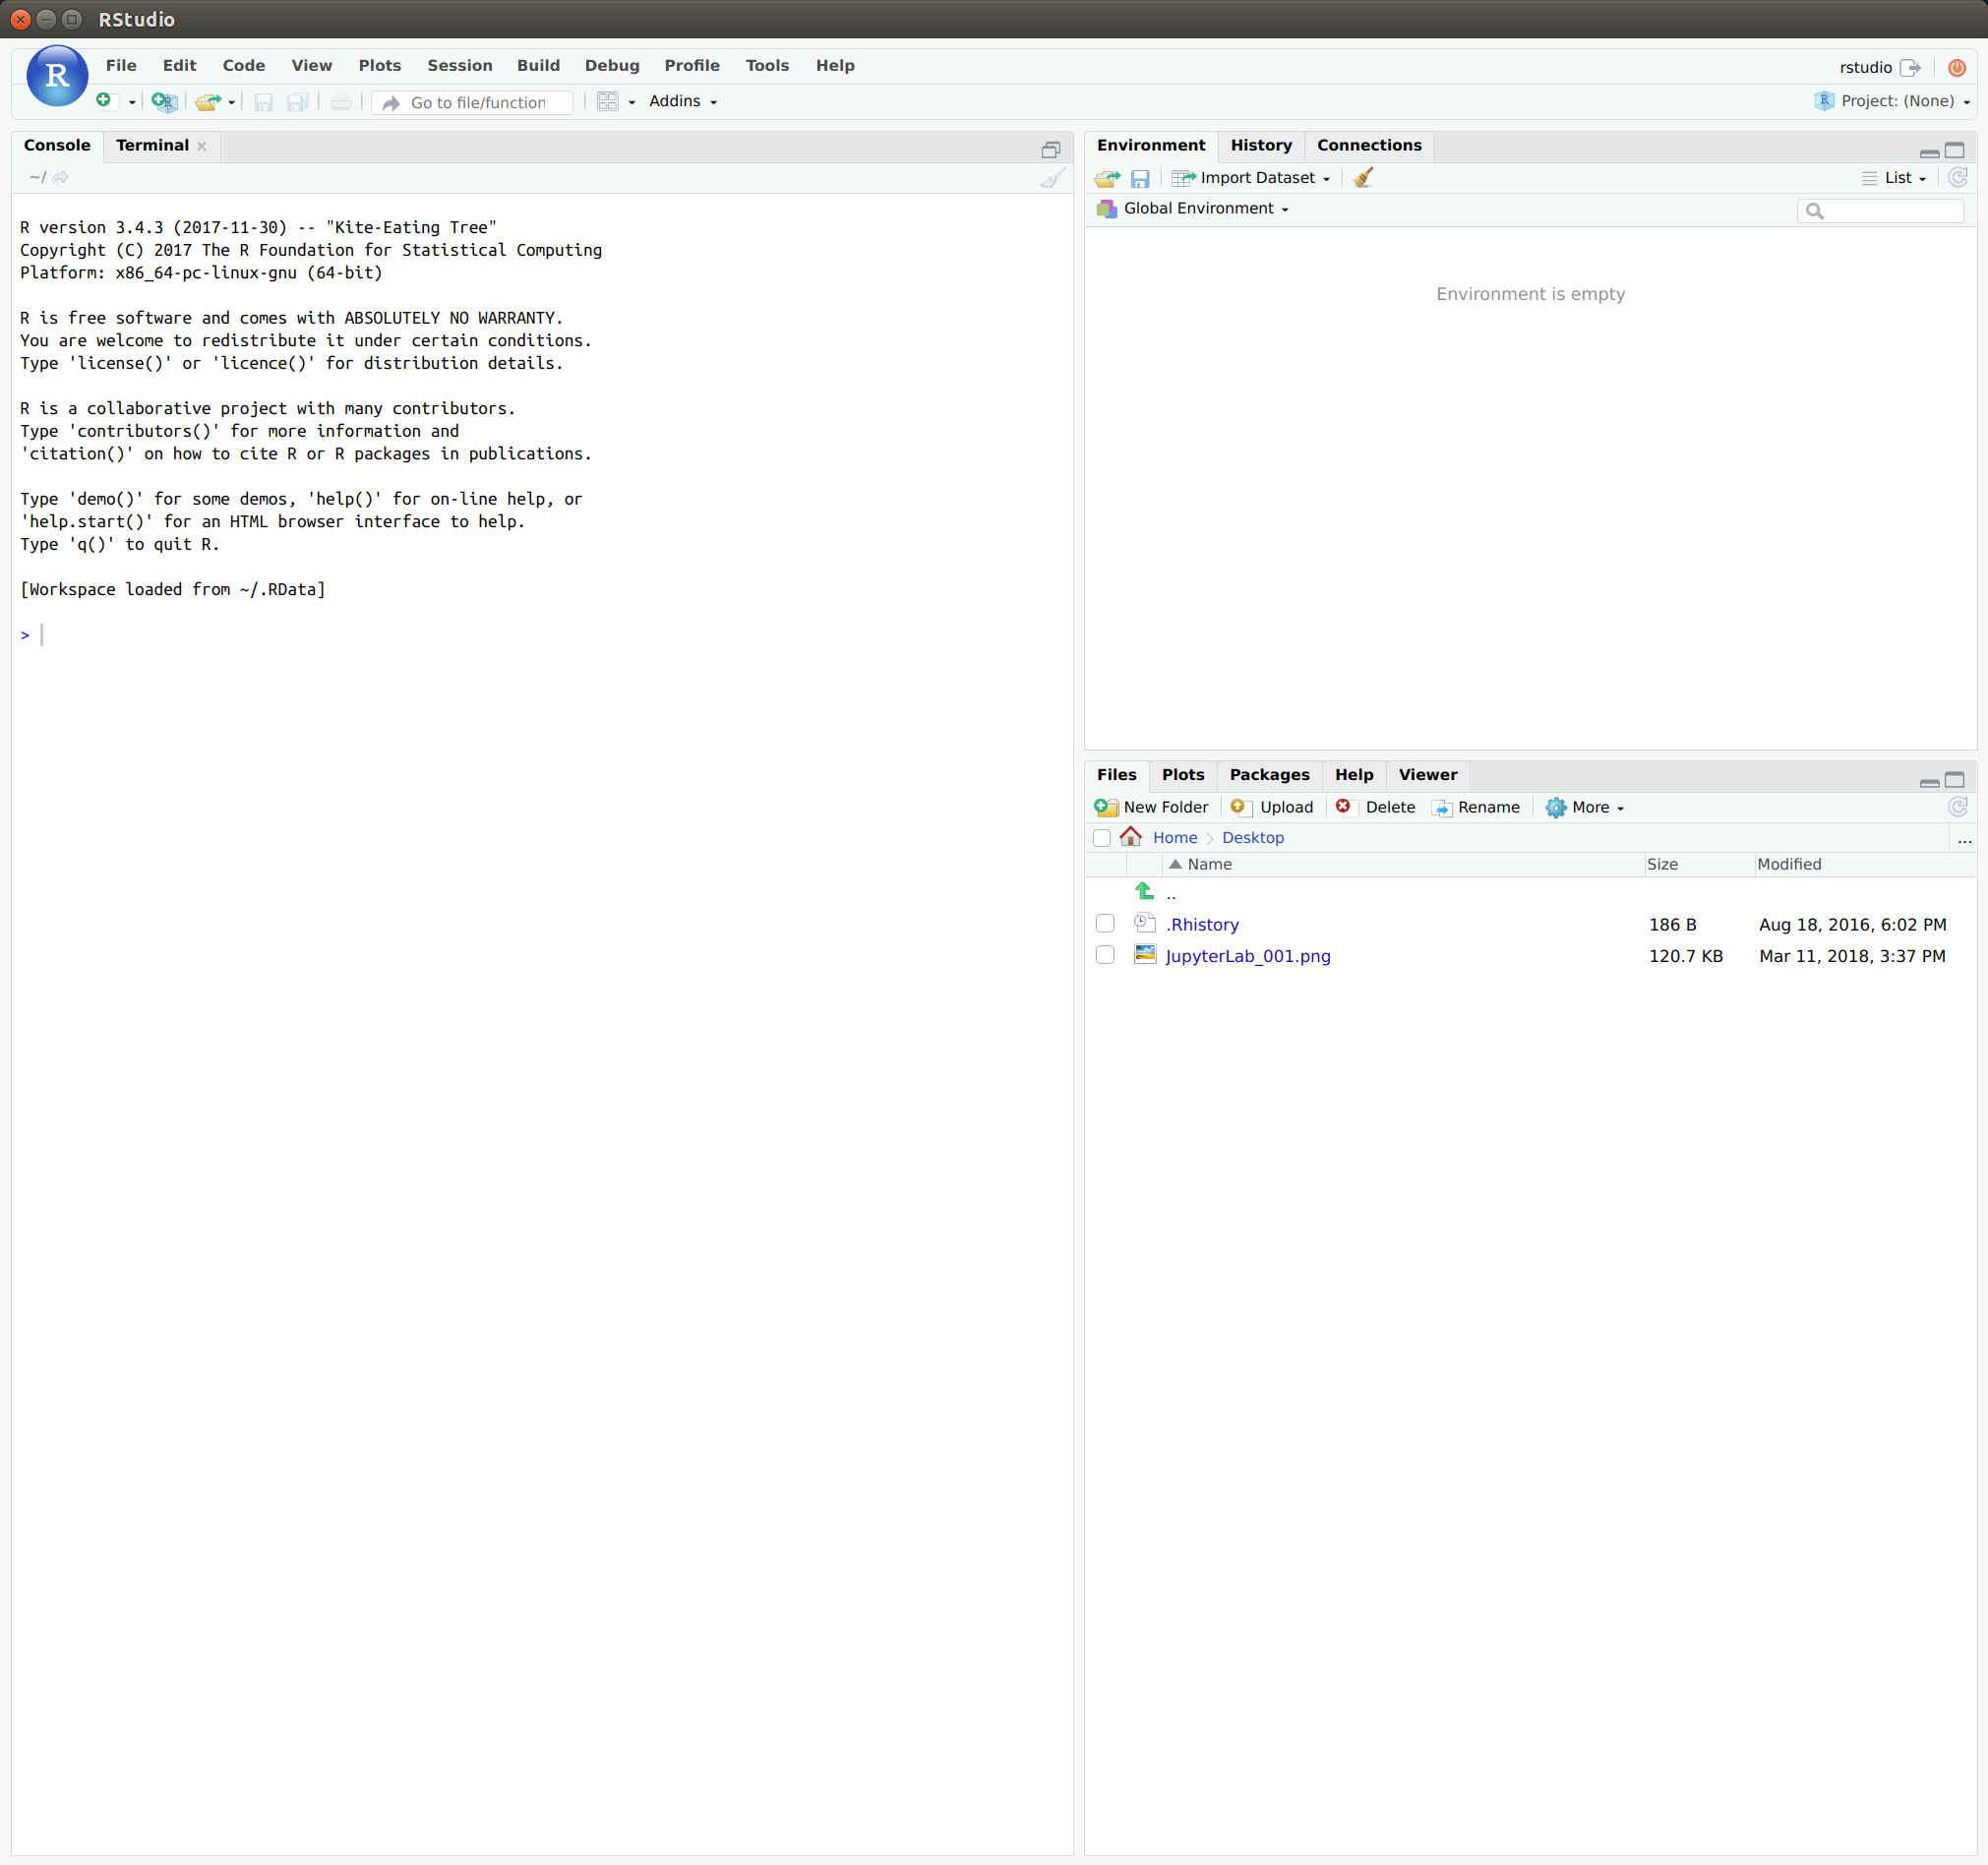 RStudio
R
File Edit Code View Plots Session Build Debug Profile Tools Help
rstudio
R
Go to file/function
Addins
R Project: (None)
Console Terminal
~/
R version 3.4.3 (2017-11-30) -- "Kite-Eating Tree"
Copyright (C) 2017 The R Foundation for Statistical Computing
Platform: x86_64-pc-linux-gnu (64-bit)
R is free software and comes with ABSOLUTELY NO WARRANTY.
You are welcome to redistribute it under certain conditions.
Type 'license()' or 'licence()' for distribution details.
R is a collaborative project with many contributors.
Type 'contributors()' for more information and
'citation()' on how to cite R or R packages in publications.
Type 'demo()' for some demos, 'help()' for on-line help, or
'help.start()' for an HTML browser interface to help.
Type 'q()' to quit R.
[Workspace loaded from ~/.RData]
>
Environment History Connections
Import Dataset
List
Global Environment
Environment is empty
Files Plots Packages Help Viewer
New Folder Upload Delete Rename More
Home Desktop ...
Name Size Modified
..
.Rhistory 186 B Aug 18, 2016, 6:02 PM
JupyterLab_001.png 120.7 KB Mar 11, 2018, 3:37 PM